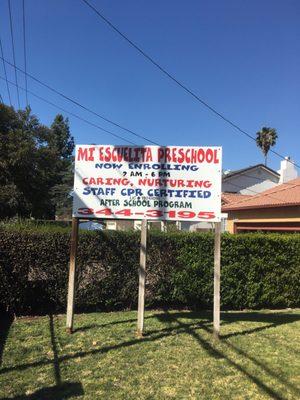 MI ESCUELITA PRESCHOOL
NOW ENROLLING
7 AM - 6 PM
CARING, NURTURING
STAFF CPR CERTIFIED
AFTER SCHOOL PROGRAM
344-3195